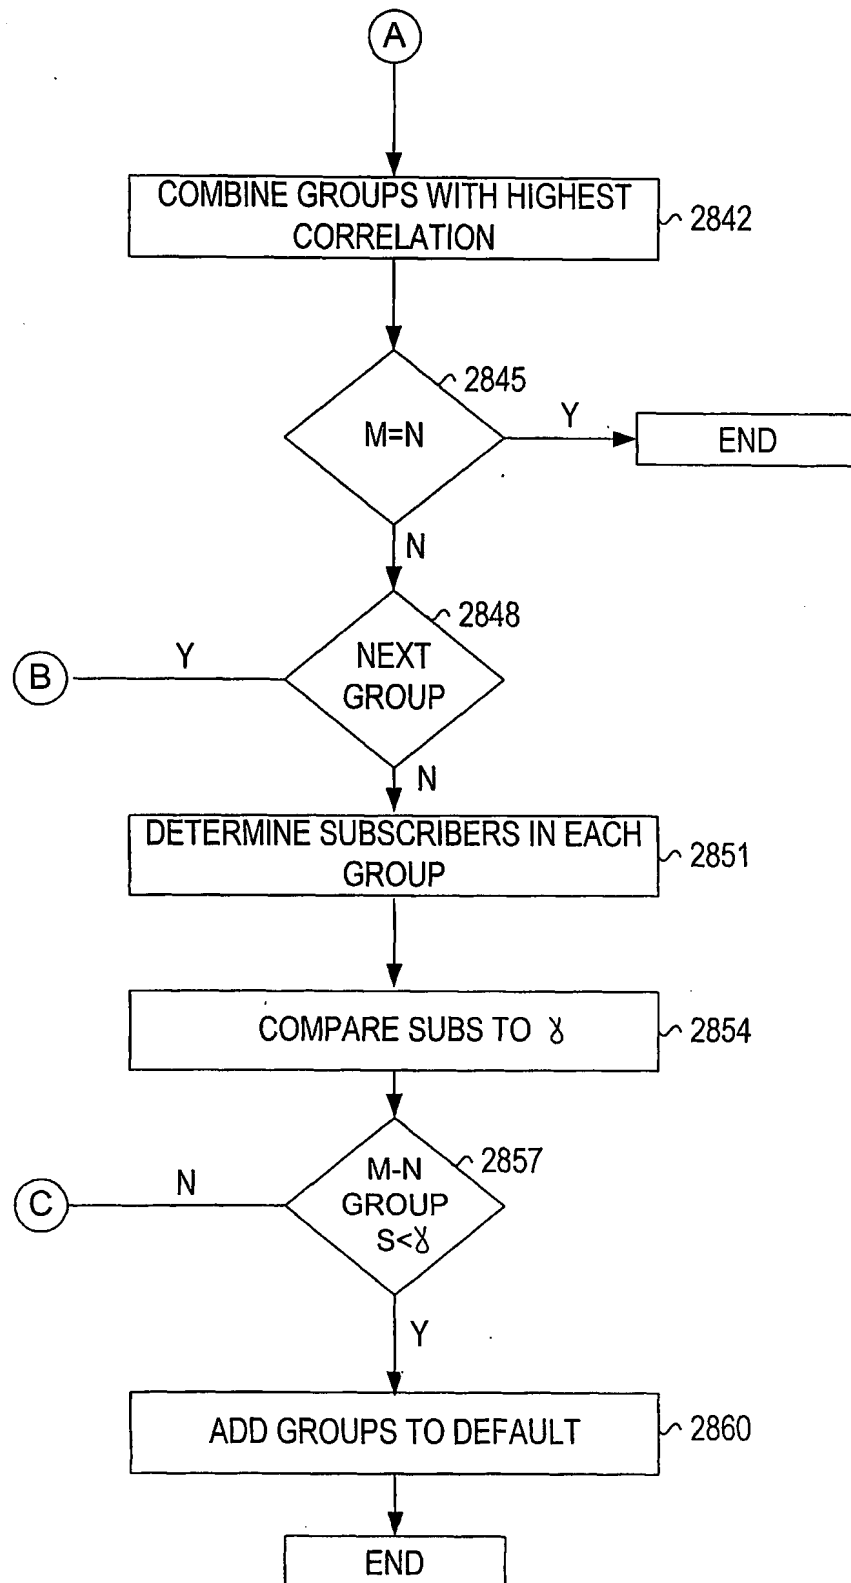 A
COMBINE GROUPS WITH HIGHEST
CORRELATION
2842
2845
M=N
Y
END
N
2848
NEXT
GROUP
Y
B
N
DETERMINE SUBSCRIBERS IN EACH
GROUP
2851
COMPARE SUBS TO ɣ
2854
2857
M-N
GROUP
S<ɣ
N
C
Y
ADD GROUPS TO DEFAULT
2860
END